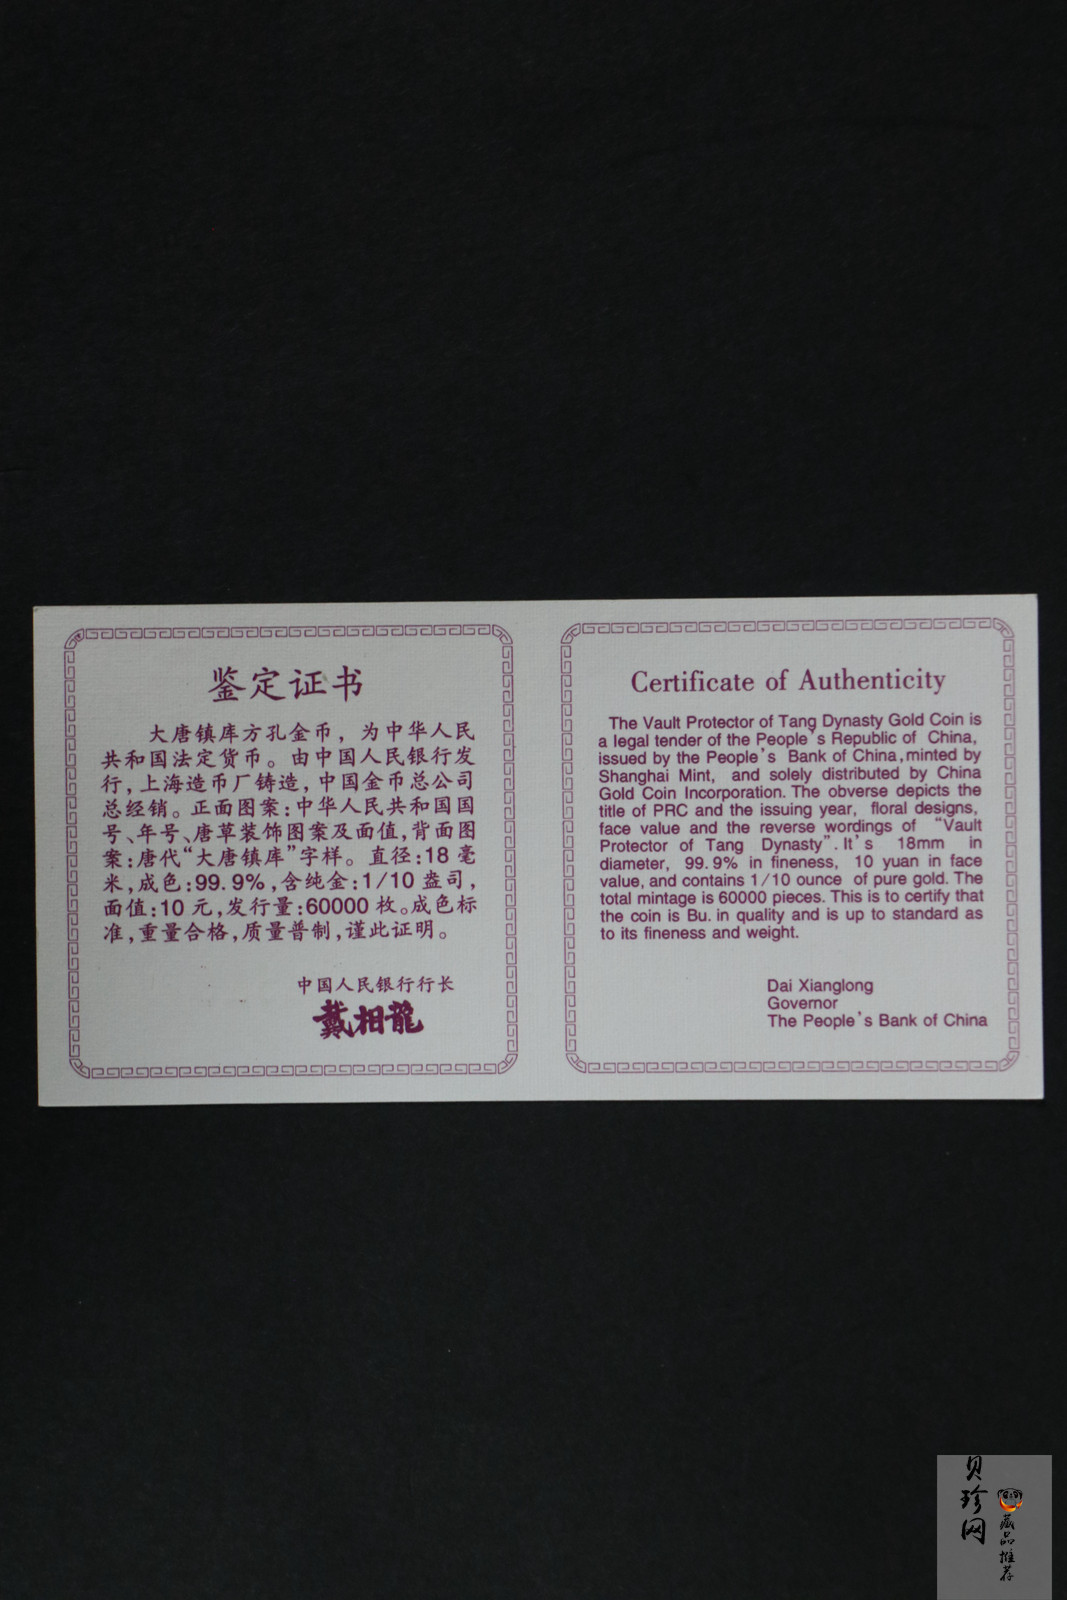 鉴定证书
大唐镇库方孔金币，为中华人民
共和国法定货币。由中国人民银行发
行，上海造币厂铸造，中国金币总公司
总经销。正面图案：中华人民共和国国
号、年号、唐草装饰图案及面值，背面图
案：唐代“大唐镇库”字样。直径：18毫
米，成色：99.9%，含纯金：1/10盎司，
面值：10元，发行量：60000枚。成色标
准，重量合格，质量普制，谨此证明。
中国人民银行行长
戴相龍
Certificate of Authenticity
The Vault Protector of Tang Dynasty Gold Coin is
a legal tender of the People's Republic of China,
issued by the People's Bank of China, minted by
Shanghai Mint, and solely distributed by China
Gold Coin Incorporation. The obverse depicts the
title of PRC and the issuing year, floral designs,
face value and the reverse wordings of "Vault
Protector of Tang Dynasty". It's 18mm in
diameter, 99.9% in fineness, 10 yuan in face
value, and contains 1/10 ounce of pure gold. The
total mintage is 60000 pieces. This is to certify that
the coin is Bu. in quality and is up to standard as
to its fineness and weight.
Dai Xianglong
Governor
The People's Bank of China
贝珍网
藏品推荐